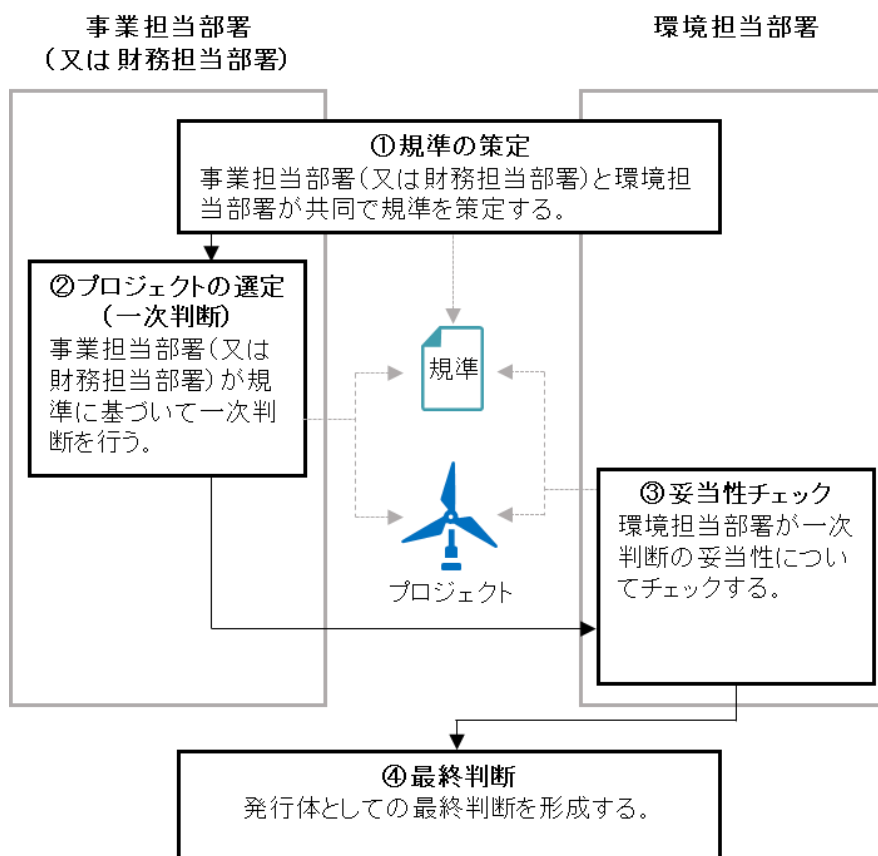 事業担当部署
（又は財務担当部署）
環境担当部署
①規準の策定
事業担当部署（又は財務担当部署）と環境担
当部署が共同で規準を策定する。
②プロジェクトの選定
（一次判断）
事業担当部署（又は
財務担当部署）が規
準に基づいて一次判
断を行う。
規準
プロジェクト
③妥当性チェック
環境担当部署が一次
判断の妥当性につい
てチェックする。
④最終判断
発行体としての最終判断を形成する。